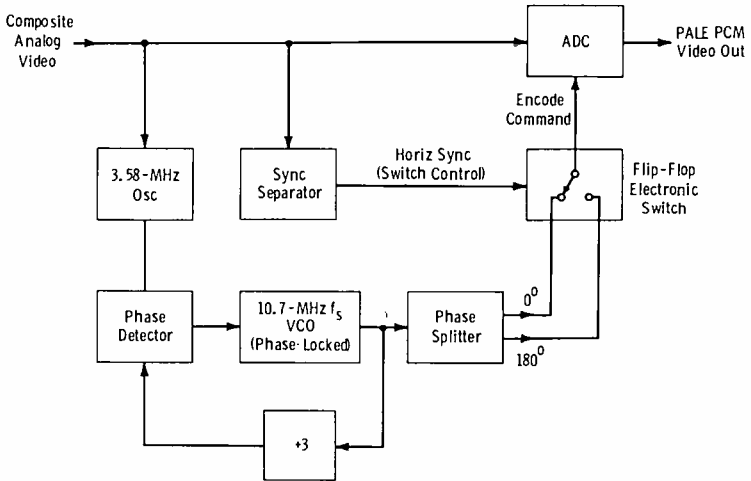 Composite
Analog
Video
ADC
PALE PCM
Video Out
Encode
Command
3.58-MHz
Osc
Sync
Separator
Horiz Sync
(Switch Control)
Flip-Flop
Electronic
Switch
Phase
Detector
10.7-MHz fs
VCO
(Phase-Locked)
Phase
Splitter
0°
180°
+3